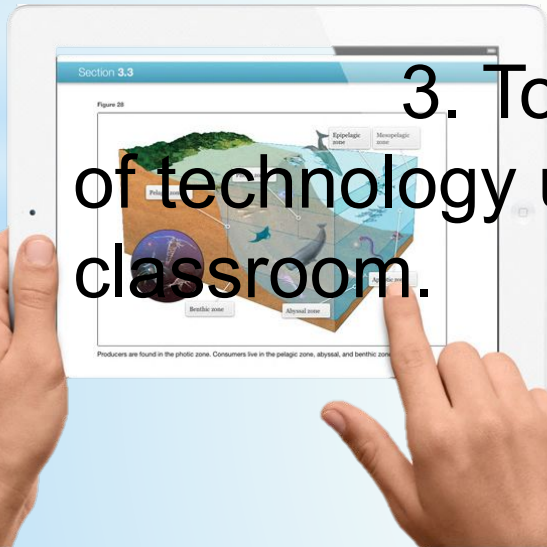 Section 3.3
Figure 28
3. To
of technology u
classroom.
Epipelagic zone
Mesopelagic zone
Benthic zone
Abyssal zone
Producers are found in the photic zone. Consumers live in the pelagic zone, abyssal, and benthic